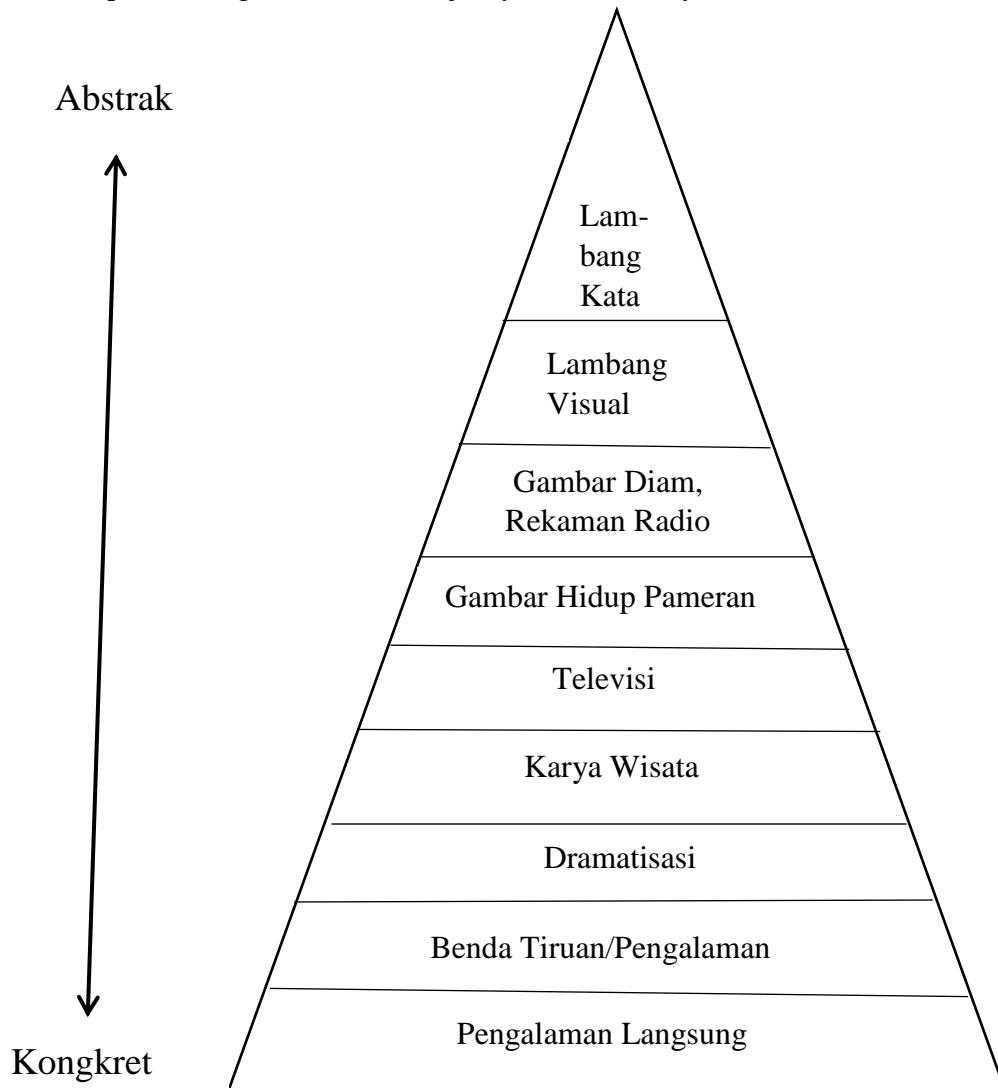 Abstrak
Lam-
bang
Kata
Lambang
Visual
Gambar Diam,
Rekaman Radio
Gambar Hidup Pameran
Televisi
Karya Wisata
Dramatisasi
Benda Tiruan/Pengalaman
Pengalaman Langsung
Kongkret